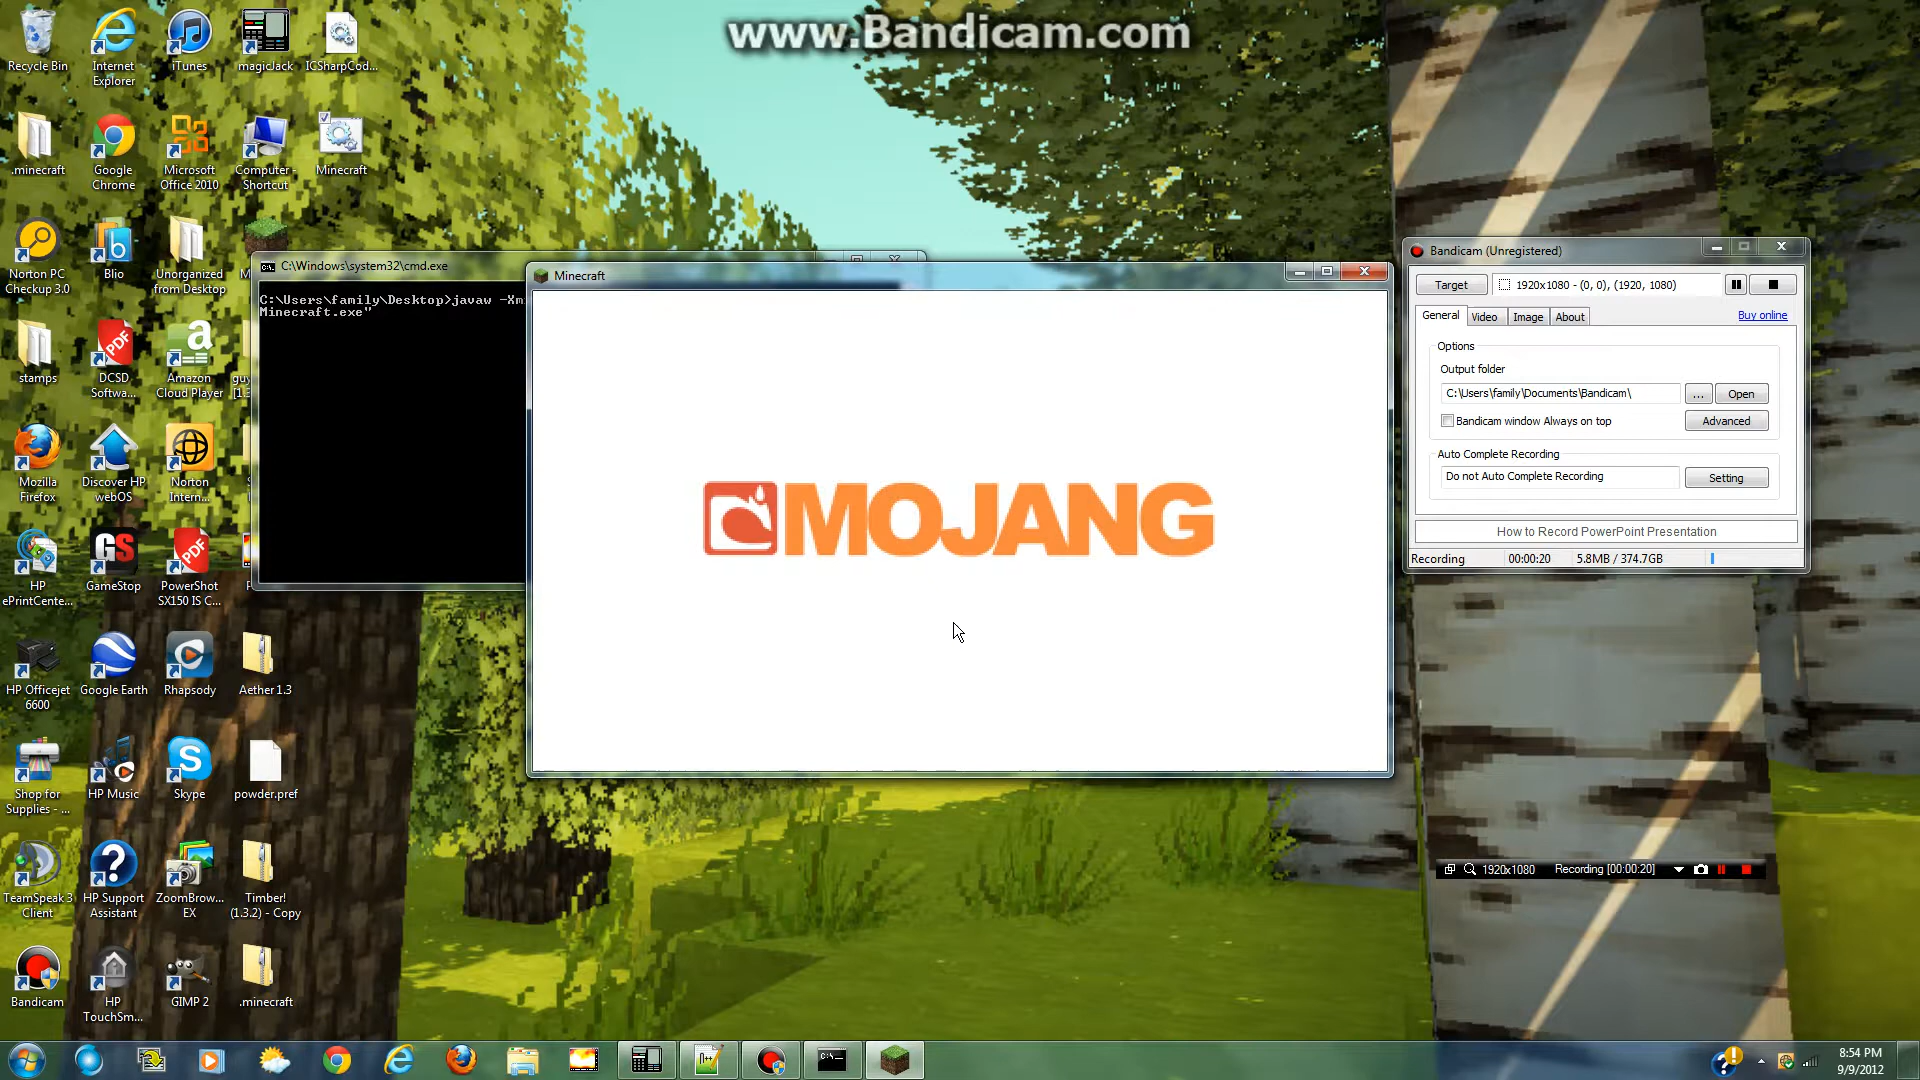 www.Bandicam.com
Recycle Bin
Internet
Explorer
iTunes
magicJack
ICSharpCod...
.minecraft
Google
Chrome
Microsoft
Office 2010
Computer -
Shortcut
Minecraft
Norton PC
Checkup 3.0
Blio
Unorganized
from Desktop
stamps
DCSD
Softwa...
Amazon
Cloud Player
Mozilla
Firefox
Discover HP
webOS
Norton
Intern...
HP
ePrintCente...
GameStop
PowerShot
SX150 IS C...
HP Officejet
6600
Google Earth
Rhapsody
Aether 1.3
Shop for
Supplies - ...
HP Music
Skype
powder.pref
TeamSpeak 3
Client
HP Support
Assistant
ZoomBrow...
EX
Timber!
(1.3.2) - Copy
Bandicam
HP
TouchSm...
GIMP 2
.minecraft
C:\Windows\system32\cmd.exe
C:\Users\family\Desktop>javaw -Xm
Minecraft.exe"
Minecraft
MOJANG
Bandicam (Unregistered)
Target
1920x1080 - (0, 0), (1920, 1080)
General
Video
Image
About
Buy online
Options
Output folder
C:\Users\family\Documents\Bandicam\
...
Open
Bandicam window Always on top
Advanced
Auto Complete Recording
Do not Auto Complete Recording
Setting
How to Record PowerPoint Presentation
Recording
00:00:20
5.8MB / 374.7GB
1920x1080
Recording [00:00:20]
8:54 PM
9/9/2012